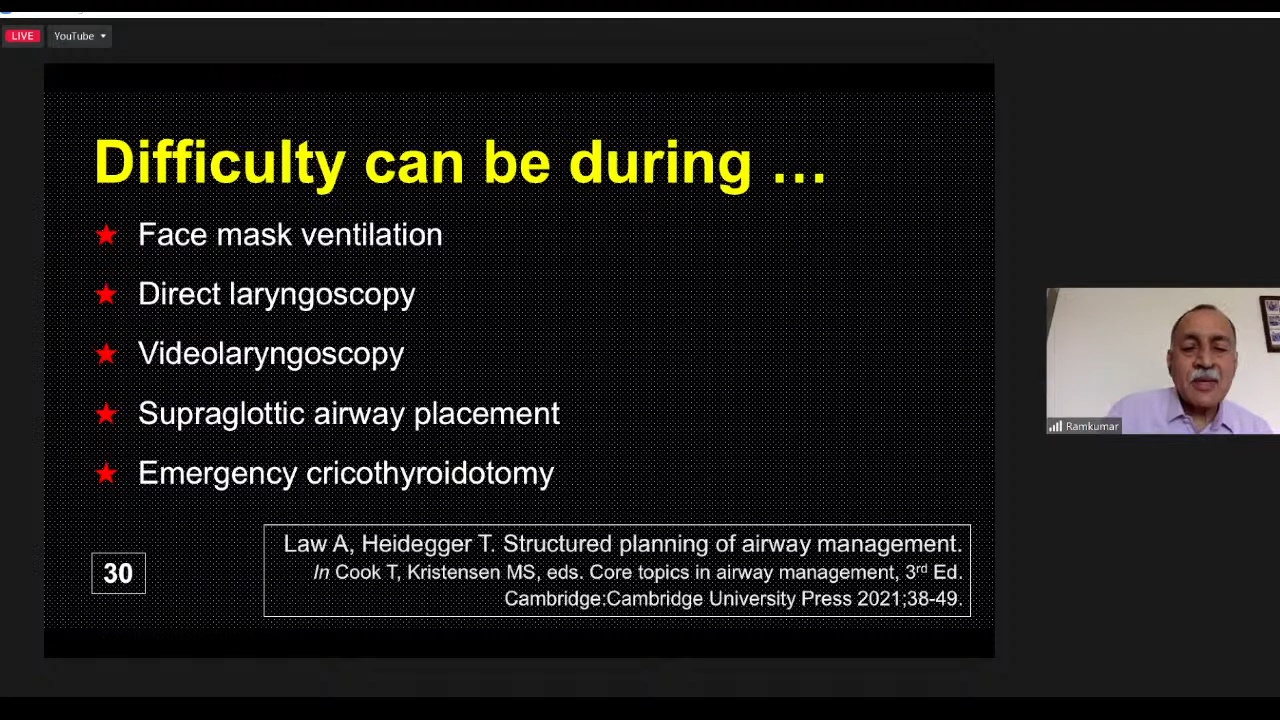 LIVE
YouTube
Difficulty can be during …
Face mask ventilation
Direct laryngoscopy
Videolaryngoscopy
Supraglottic airway placement
Emergency cricothyroidotomy
Law A, Heidegger T. Structured planning of airway management.
In Cook T, Kristensen MS, eds. Core topics in airway management, 3rd Ed.
Cambridge:Cambridge University Press 2021;38-49.
30
Ramkumar